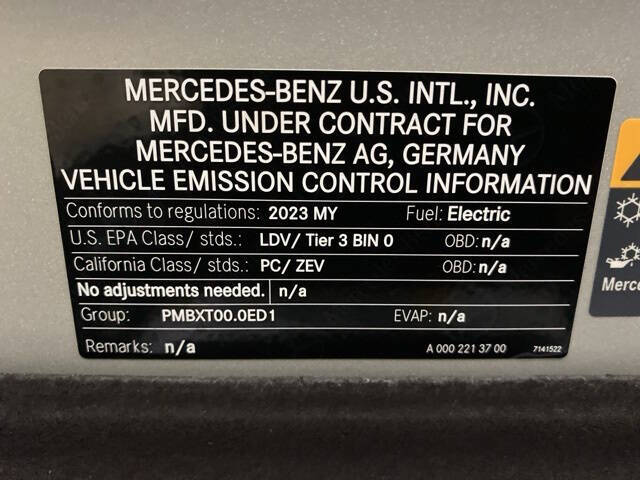 MERCEDES-BENZ U.S. INTL., INC.
MFD. UNDER CONTRACT FOR
MERCEDES-BENZ AG, GERMANY
VEHICLE EMISSION CONTROL INFORMATION
Conforms to regulations: 2023 MY Fuel: Electric
U.S. EPA Class/ stds.: LDV/ Tier 3 BIN 0 OBD: n/a
California Class/ stds.: PC/ ZEV OBD: n/a
No adjustments needed. n/a
Group: PMBXT00.0ED1 EVAP: n/a
Remarks: n/a A 000 221 37 00 7141522